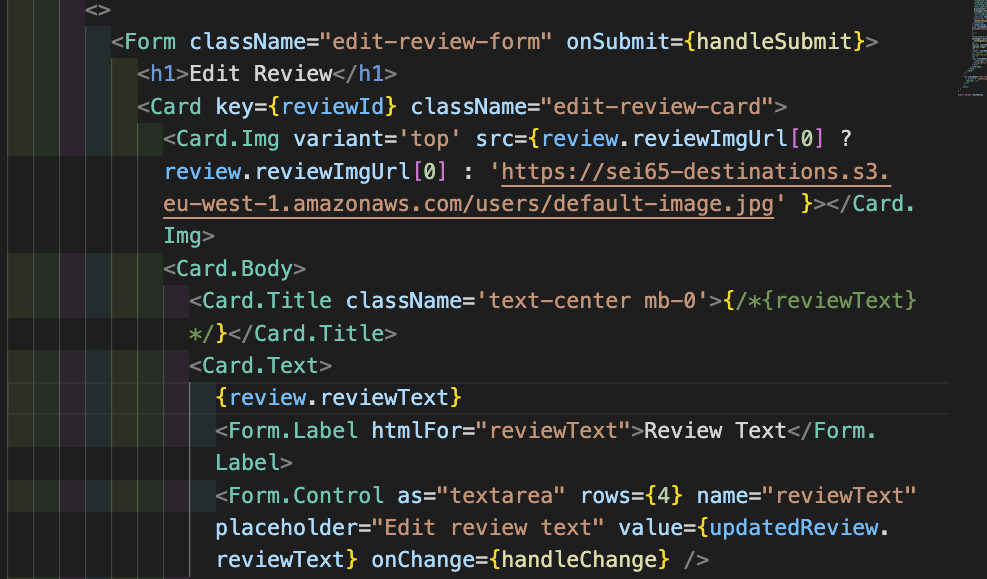 <>
<Form className="edit-review-form" onSubmit={handleSubmit}>
<h1>Edit Review</h1>
<Card key={reviewId} className="edit-review-card">
<Card.Img variant='top' src={review.reviewImgUrl[0] ?
review.reviewImgUrl[0] : 'https://sei65-destinations.s3.
eu-west-1.amazonaws.com/users/default-image.jpg' }></Card.
Img>
<Card.Body>
<Card.Title className='text-center mb-0'>{/*{reviewText}
*/}</Card.Title>
<Card.Text>
{review.reviewText}
<Form.Label htmlFor="reviewText">Review Text</Form.
Label>
<Form.Control as="textarea" rows={4} name="reviewText"
placeholder="Edit review text" value={updatedReview.
reviewText} onChange={handleChange} />